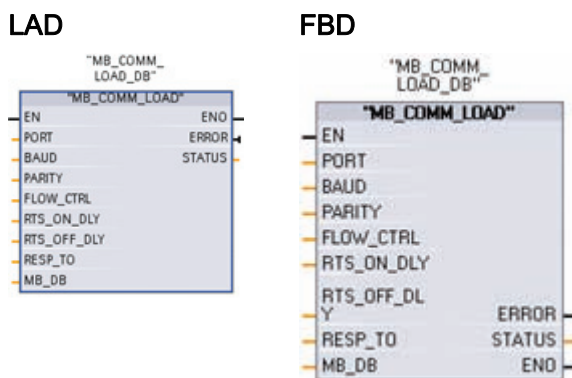 LAD
"MB_COMM_
LOAD_DB"
"MB_COMM_LOAD"
EN ENO
PORT ERROR
BAUD STATUS
PARITY
FLOW_CTRL
RTS_ON_DLY
RTS_OFF_DLY
RESP_TO
MB_DB
FBD
"MB_COMM_
LOAD_DB"
"MB_COMM_LOAD"
EN
PORT
BAUD
PARITY
FLOW_CTRL
RTS_ON_DLY
RTS_OFF_DL
Y ERROR
RESP_TO STATUS
MB_DB ENO